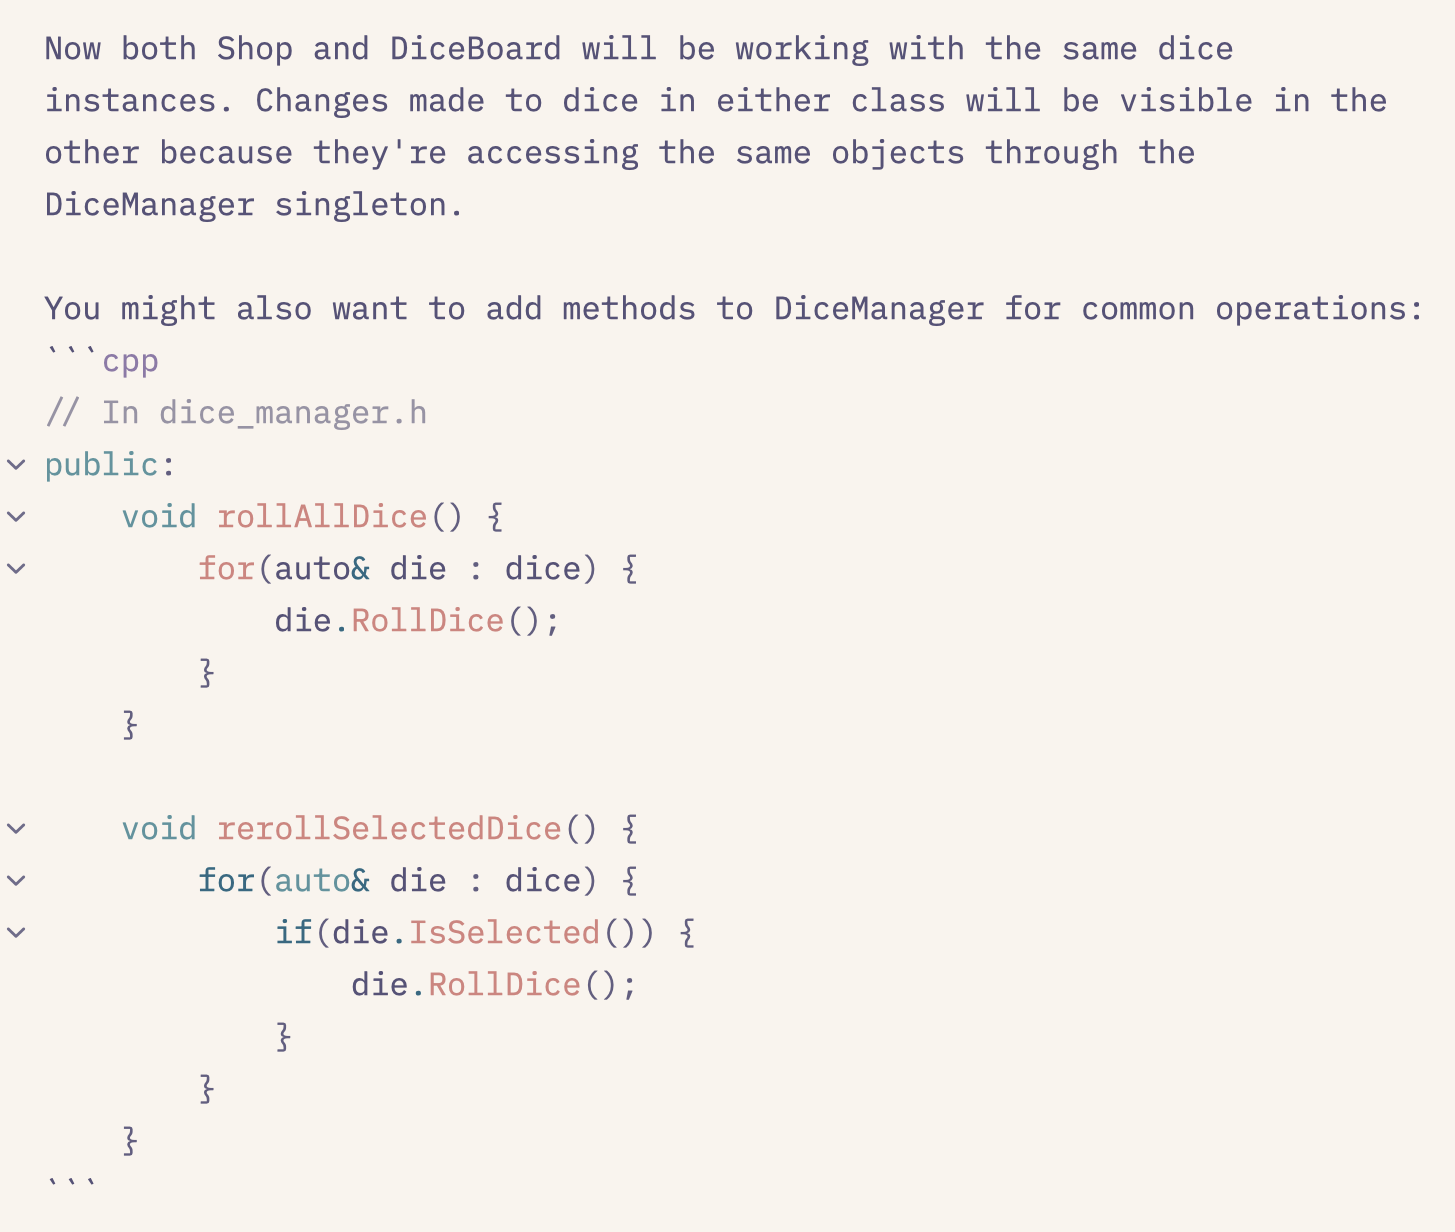 Now both Shop and DiceBoard will be working with the same dice
instances. Changes made to dice in either class will be visible in the
other because they're accessing the same objects through the
DiceManager singleton.

You might also want to add methods to DiceManager for common operations:
```cpp
// In dice_manager.h
public:
    void rollAllDice() {
        for(auto& die : dice) {
            die.RollDice();
        }
    }

    void rerollSelectedDice() {
        for(auto& die : dice) {
            if(die.IsSelected()) {
                die.RollDice();
            }
        }
    }
```